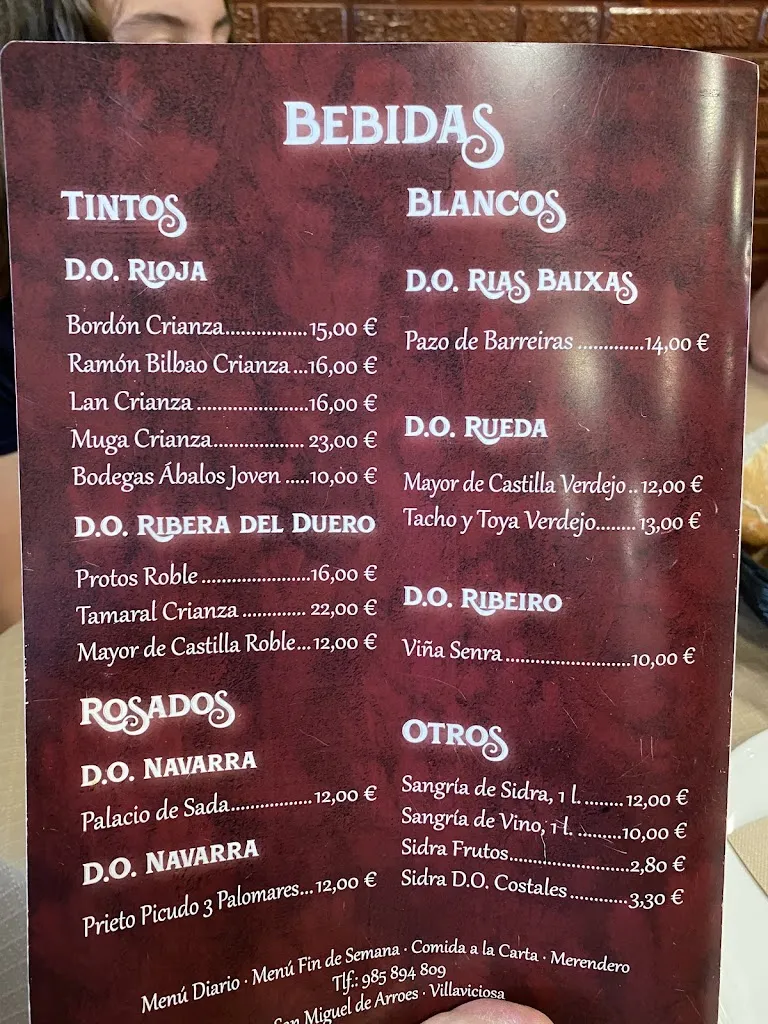 BEBIDAS
TINTOS
D.O. RIOJA
Bordón Crianza................15,00 €
Ramón Bilbao Crianza...16,00 €
Lan Crianza .....................16,00 €
Muga Crianza................. 23,00 €
Bodegas Ábalos Joven .....10,00 €
D.O. RIBERA DEL DUERO
Protos Roble .....................16,00 €
Tamaral Crianza ............ 22,00 €
Mayor de Castilla Roble...12,00 €
ROSADOS
D.O. NAVARRA
Palacio de Sada................12,00 €
D.O. NAVARRA
Prieto Picudo 3 Palomares...12,00 €
BLANCOS
D.O. RIAS BAIXAS
Pazo de Barreiras .............14,00 €
D.O. RUEDA
Mayor de Castilla Verdejo .. 12,00 €
Tacho y Toya Verdejo........ 13,00 €
D.O. RIBEIRO
Viña Senra ........................10,00 €
OTROS
Sangría de Sidra, 1 l. ........12,00 €
Sangría de Vino, 1 l. .........10,00 €
Sidra Frutos.......................2,80 €
Sidra D.O. Costales ...........3,30 €
Menú Diario · Menú Fin de Semana · Comida a la Carta · Merendero
Tlf.: 985 894 809
San Miguel de Arroes · Villaviciosa